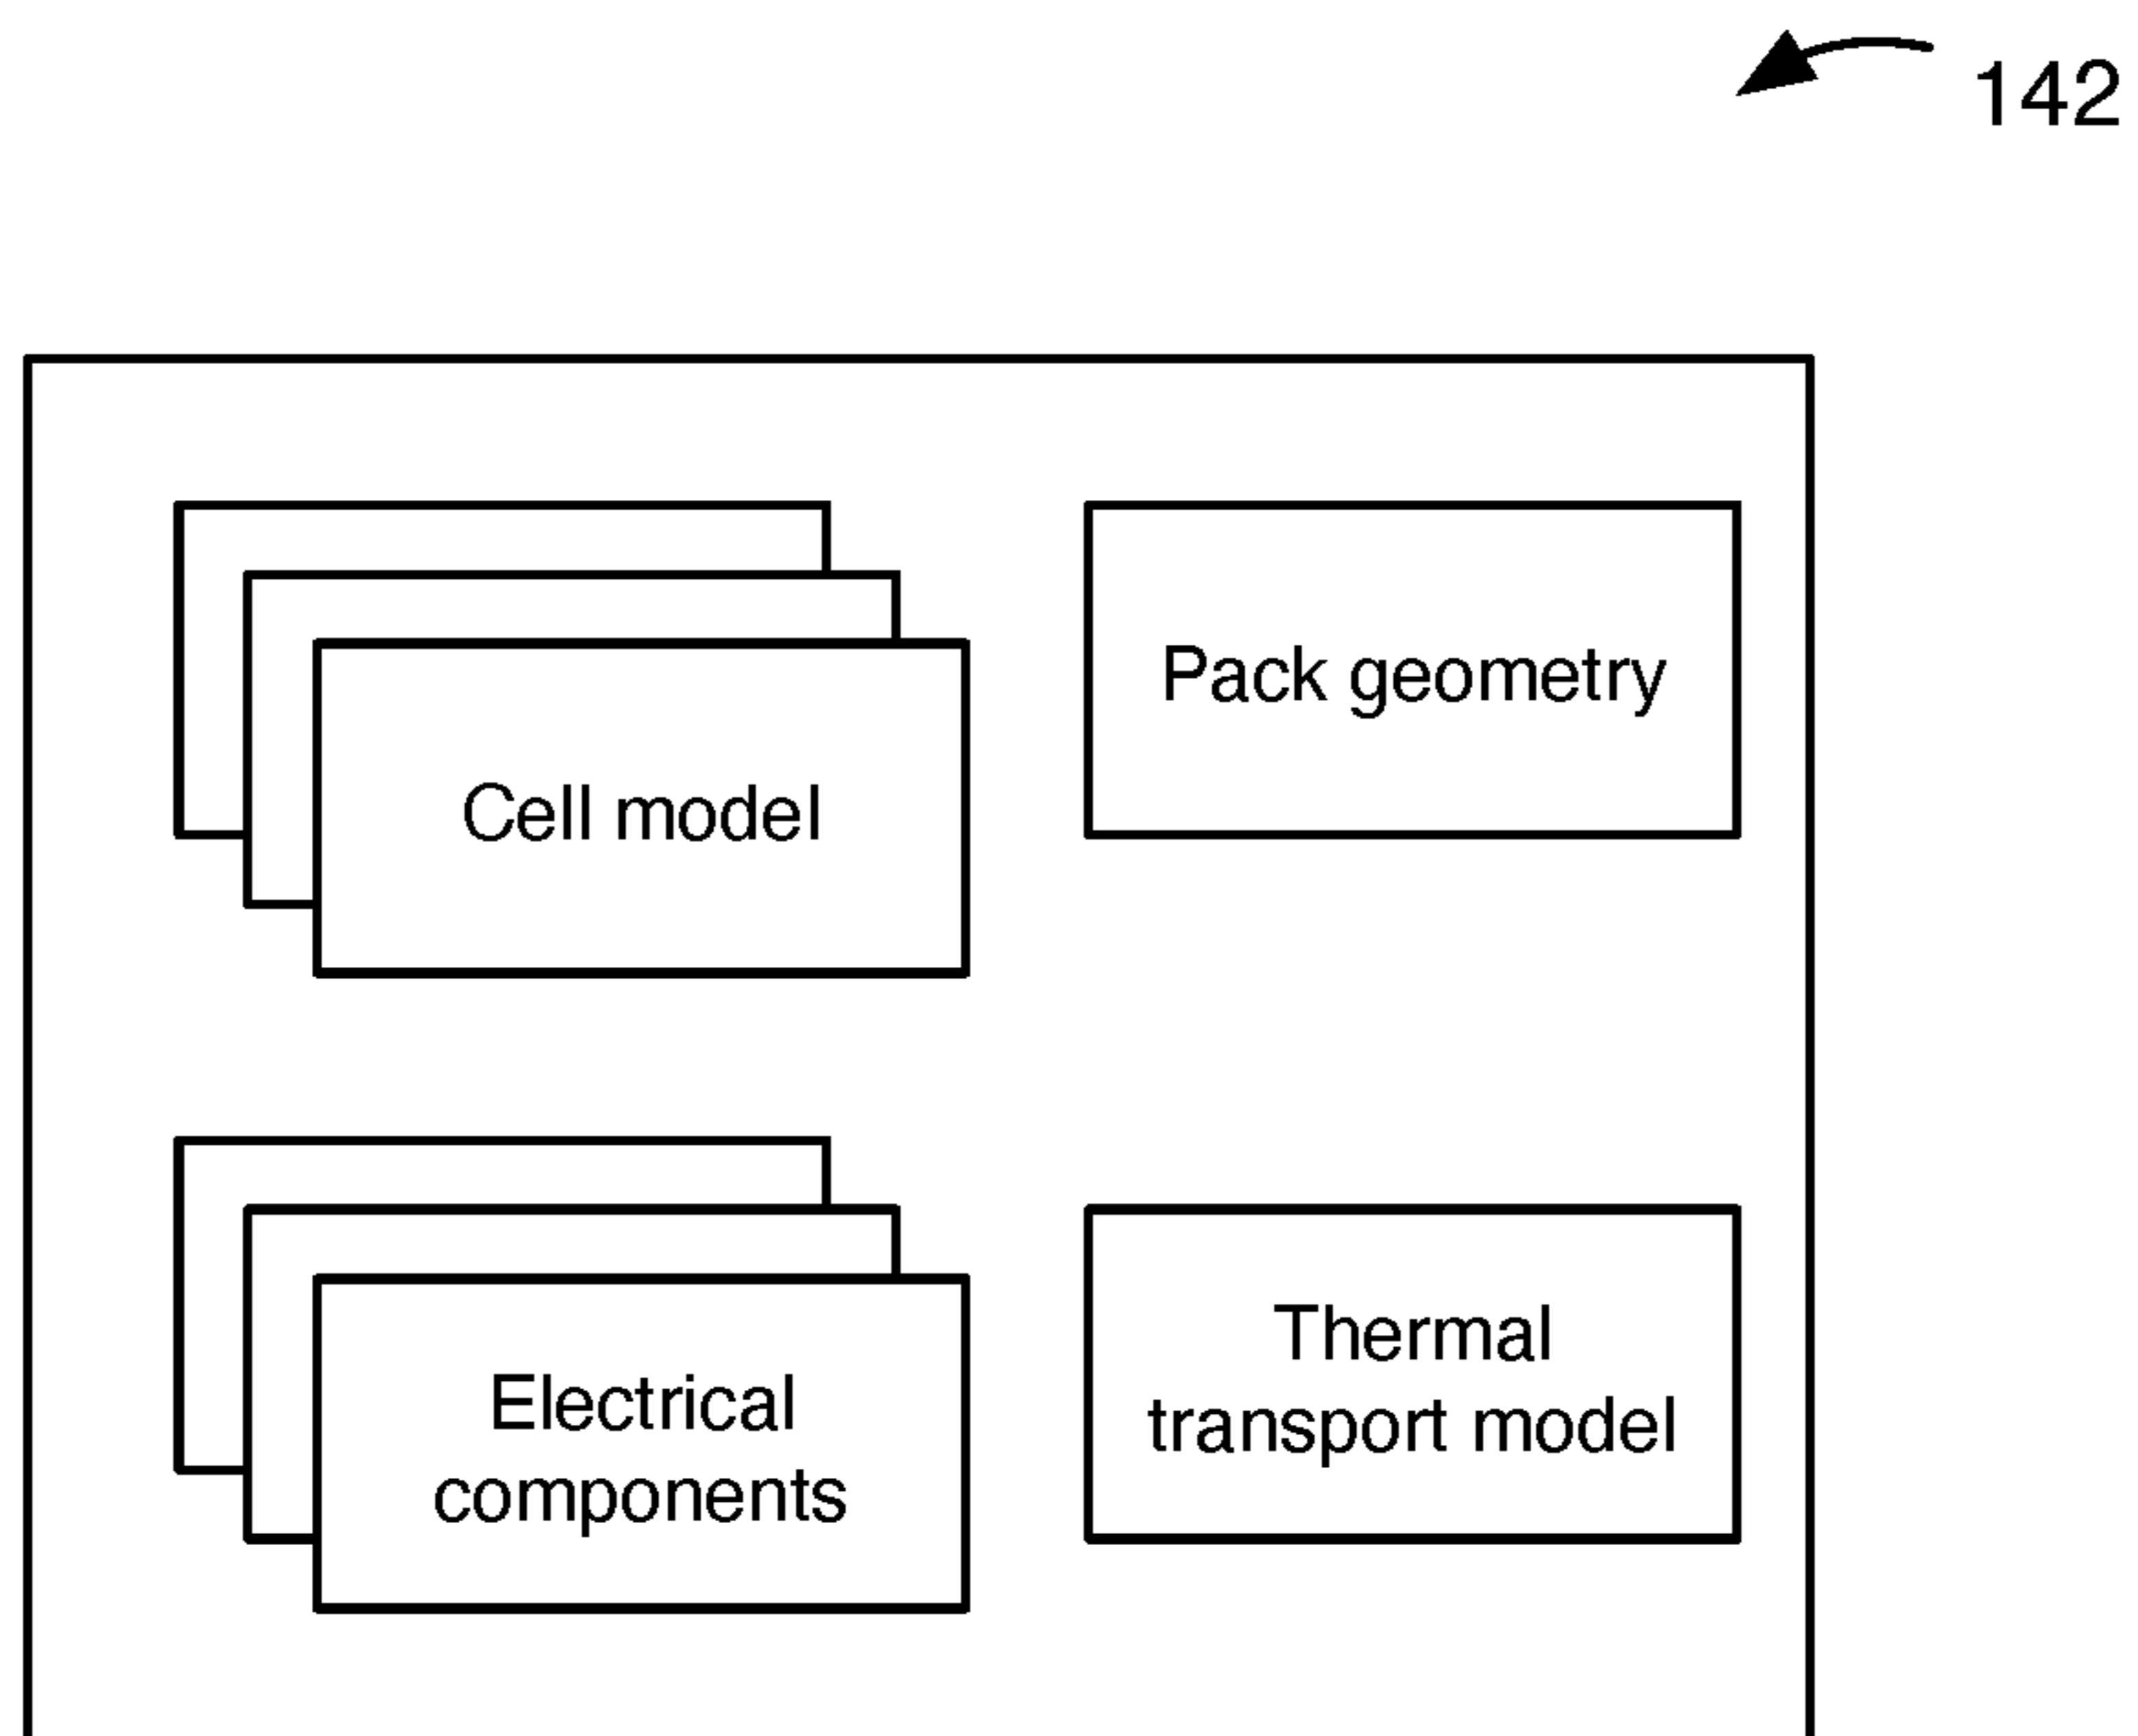 142
Pack geometry
Cell model
Electrical
components
Thermal
transport model